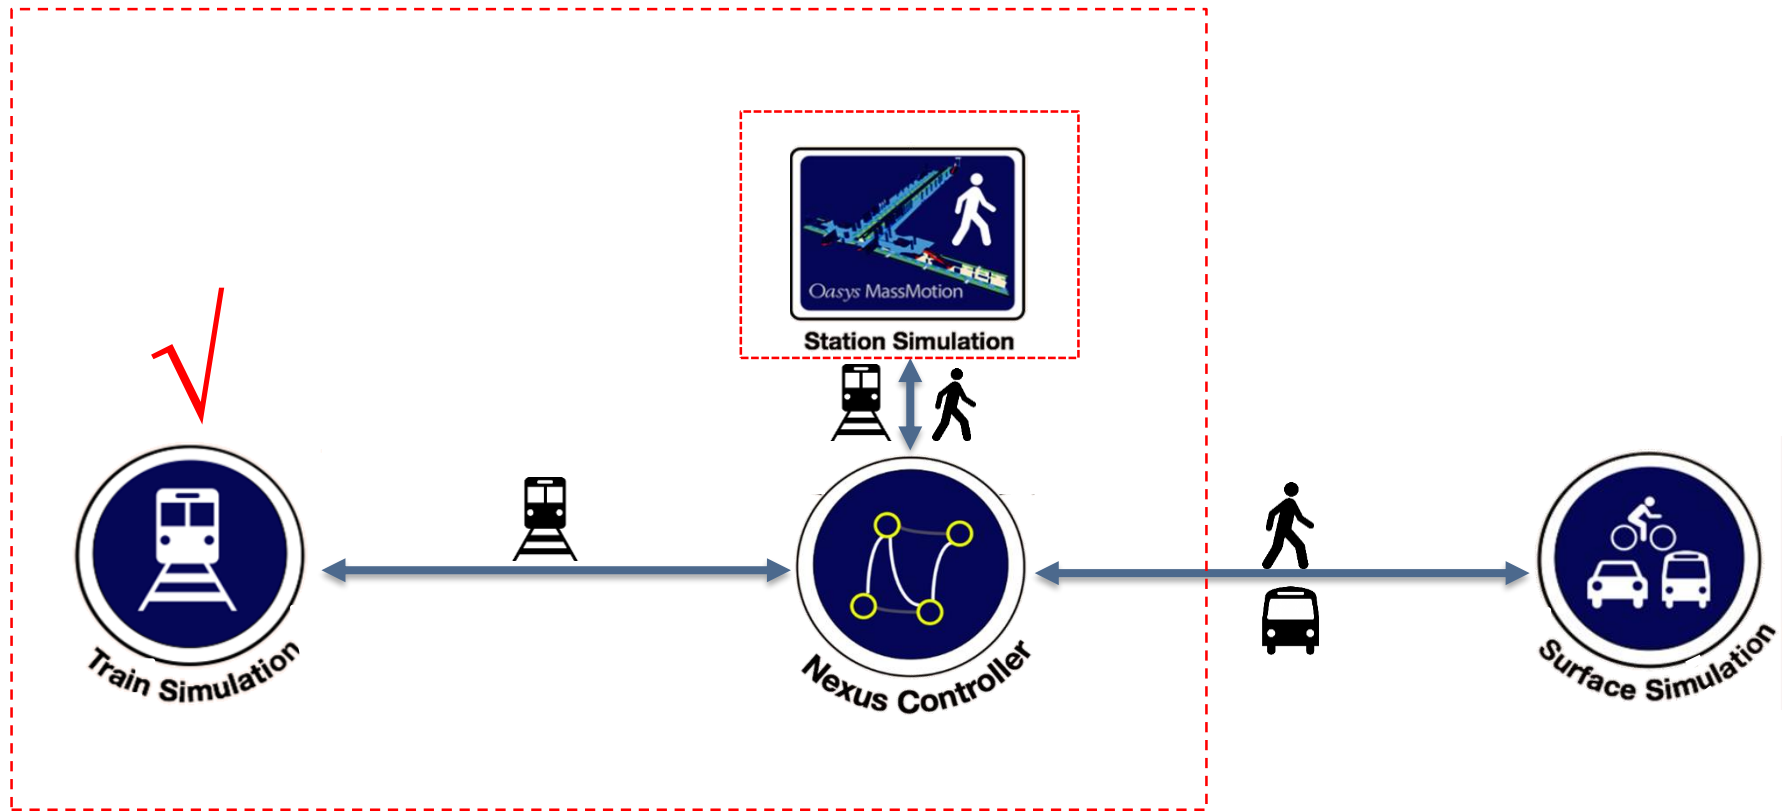 Oasys MassMotion
Station Simulation
Train Simulation
Nexus Controller
Surface Simulation